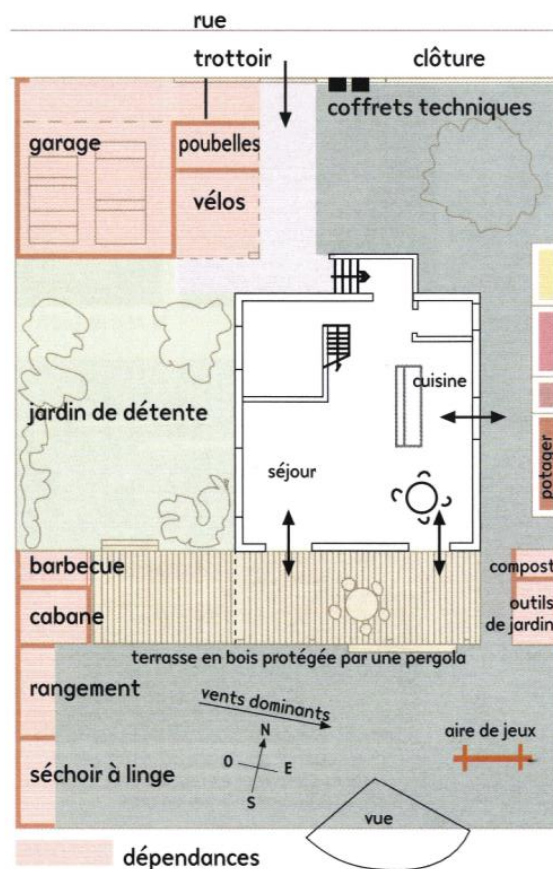 rue
trottoir
clôture
coffrets techniques
garage
poubelles
vélos
cuisine
jardin de détente
séjour
potager
barbecue
compost
cabane
outils
de jardin
terrasse en bois protégée par une pergola
rangement
vents dominants
N
O
E
S
aire de jeux
séchoir à linge
vue
dépendances